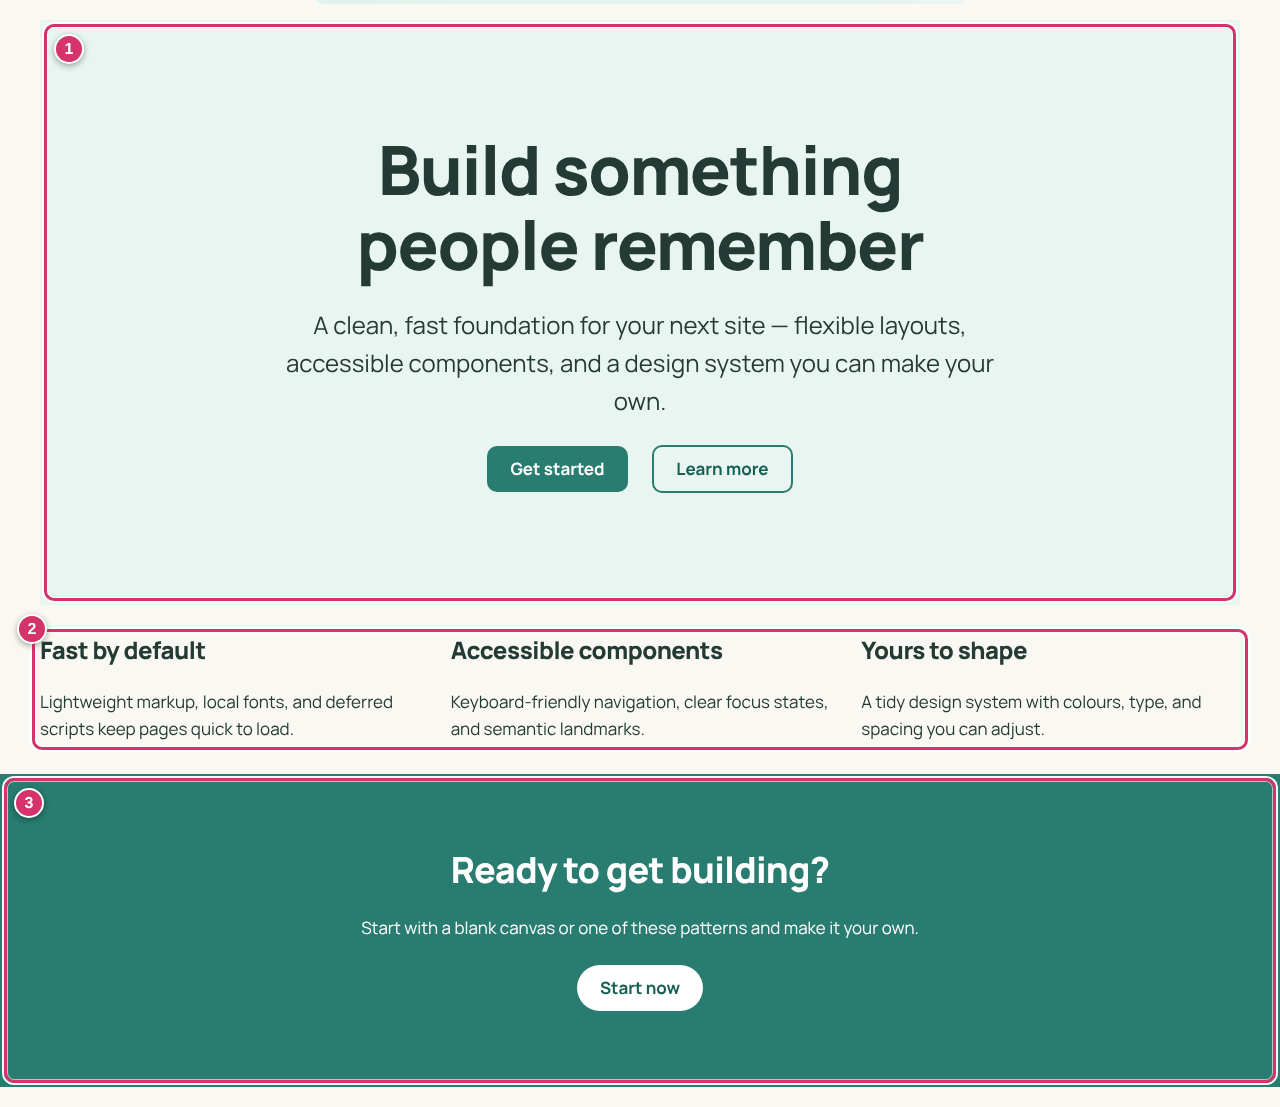 1
Build something
people remember
A clean, fast foundation for your next site — flexible layouts,
accessible components, and a design system you can make your
own.
Get started
Learn more
2
Fast by default
Lightweight markup, local fonts, and deferred
scripts keep pages quick to load.
Accessible components
Keyboard-friendly navigation, clear focus states,
and semantic landmarks.
Yours to shape
A tidy design system with colours, type, and
spacing you can adjust.
3
Ready to get building?
Start with a blank canvas or one of these patterns and make it your own.
Start now